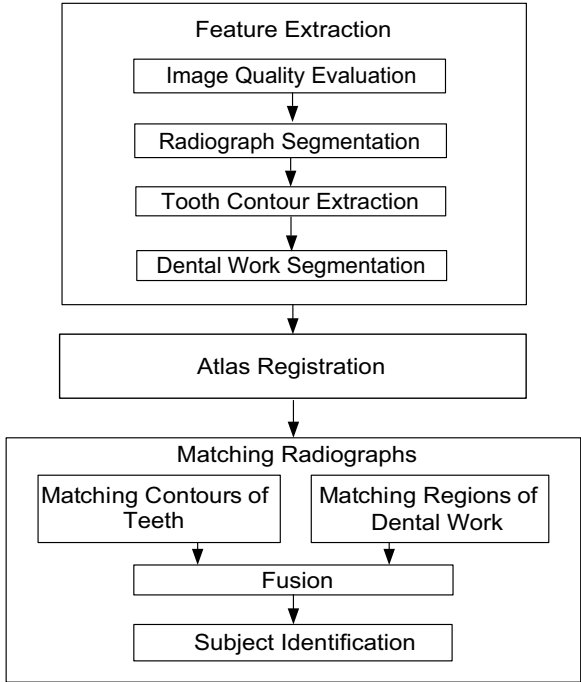 Feature Extraction
Image Quality Evaluation
Radiograph Segmentation
Tooth Contour Extraction
Dental Work Segmentation
Atlas Registration
Matching Radiographs
Matching Contours of
Teeth
Matching Regions of
Dental Work
Fusion
Subject Identification